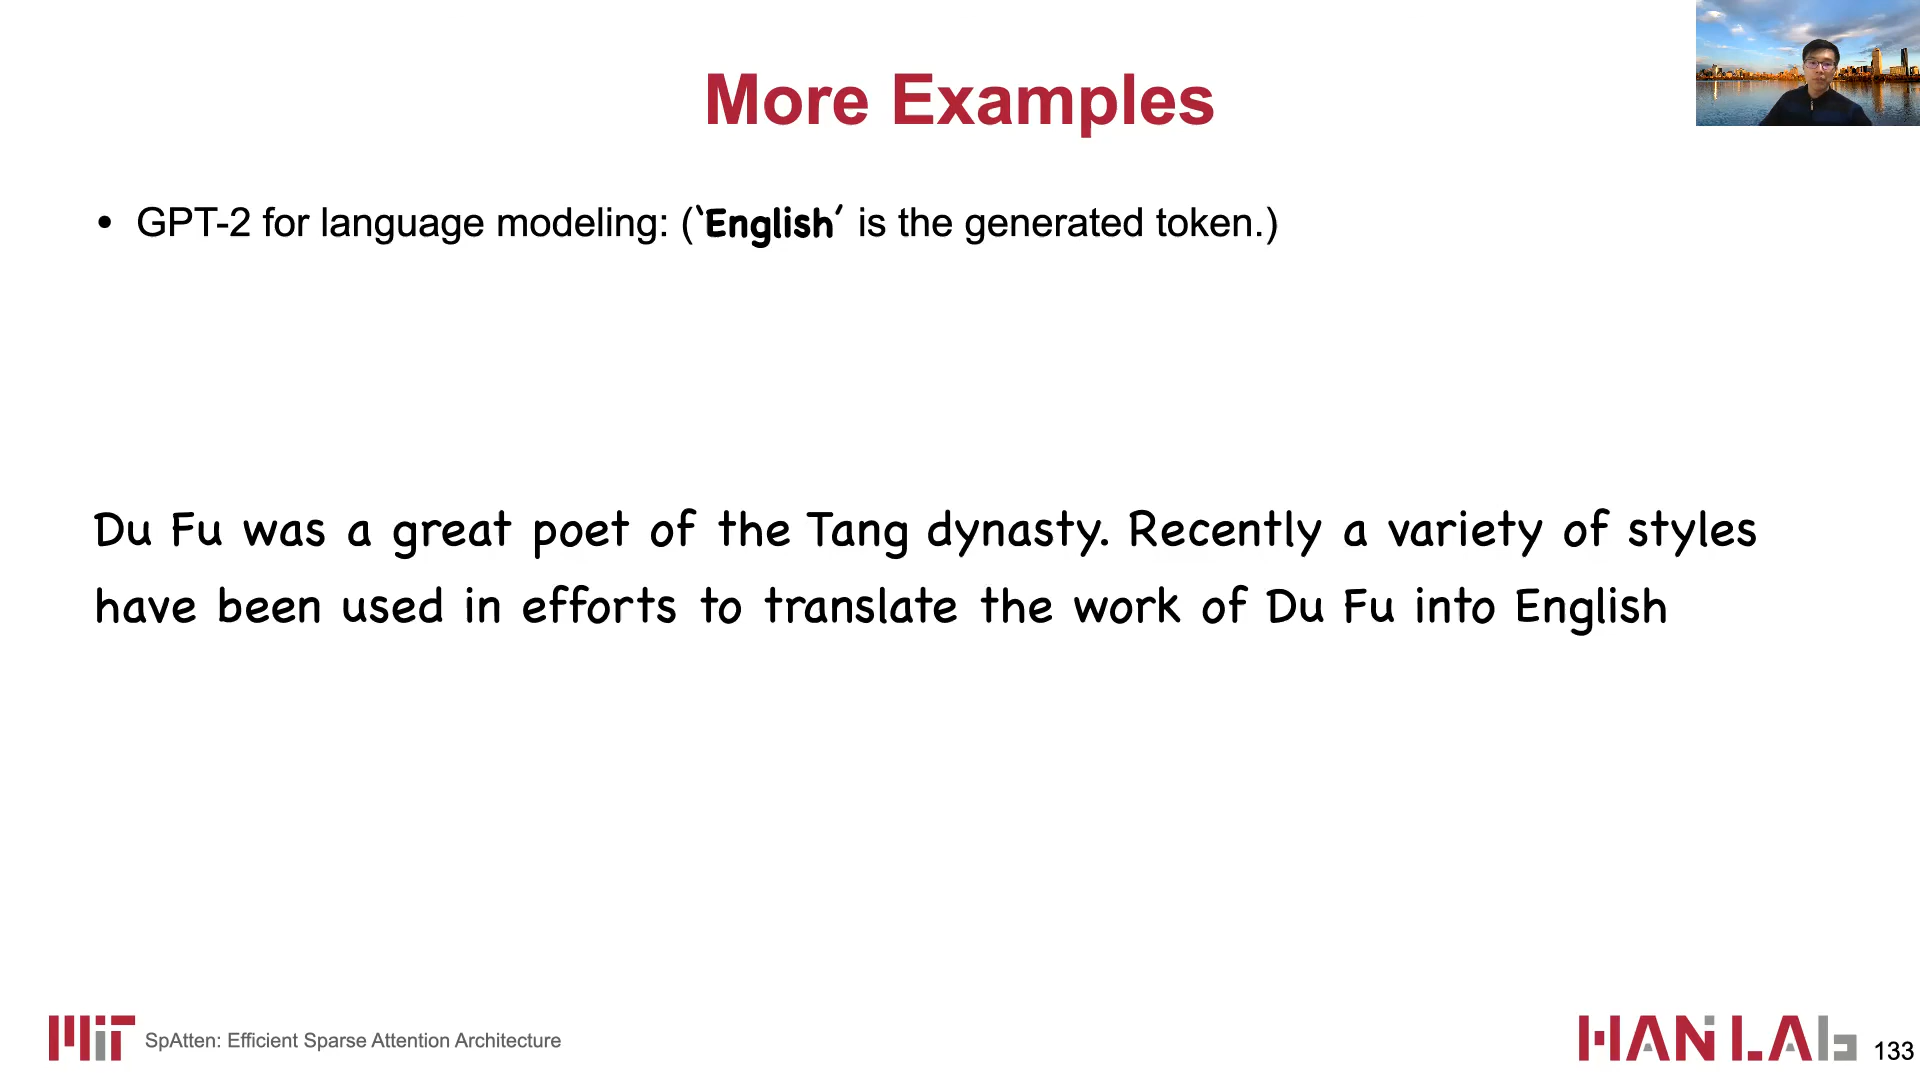 More Examples
• GPT-2 for language modeling: (‘English’ is the generated token.)
Du Fu was a great poet of the Tang dynasty. Recently a variety of styles
have been used in efforts to translate the work of Du Fu into English
MIT SpAtten: Efficient Sparse Attention Architecture
HAN LAb 133